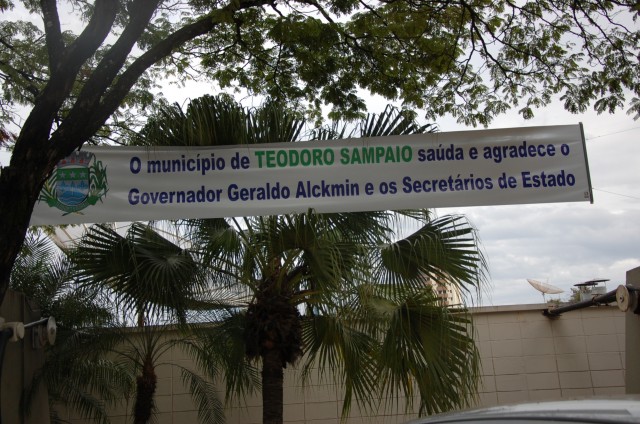 O município de TEODORO SAMPAIO saúda e agradece o
Governador Geraldo Alckmin e os Secretários de Estado